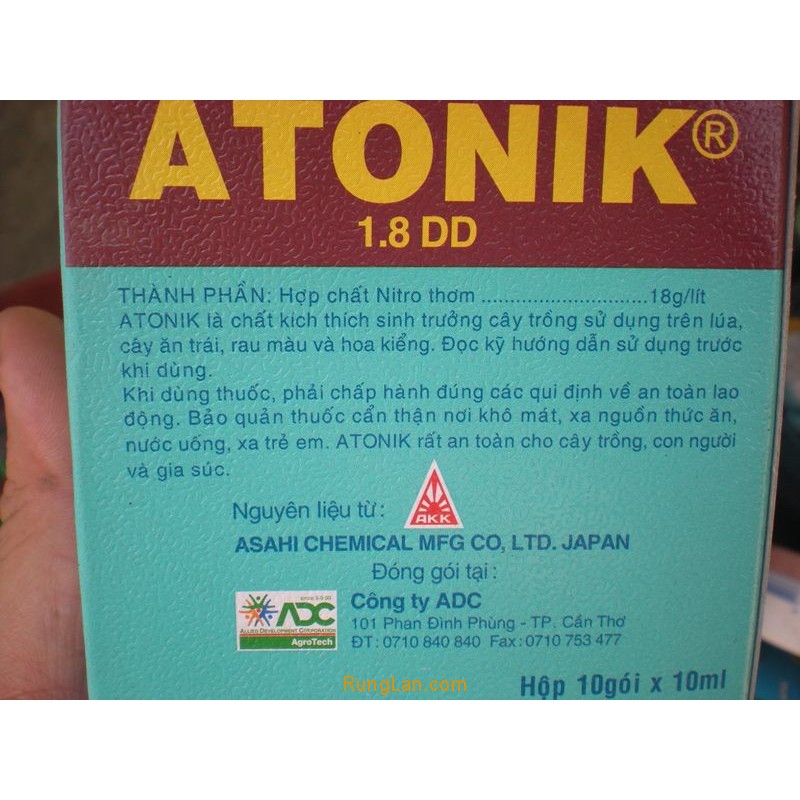 ATONIK®
1.8 DD
THÀNH PHẦN: Hợp chất Nitro thơm ............................18g/lít
ATONIK là chất kích thích sinh trưởng cây trồng sử dụng trên lúa,
cây ăn trái, rau màu và hoa kiểng. Đọc kỹ hướng dẫn sử dụng trước
khi dùng.
Khi dùng thuốc, phải chấp hành đúng các qui định về an toàn lao
động. Bảo quản thuốc cẩn thận nơi khô mát, xa nguồn thức ăn,
nước uống, xa trẻ em. ATONIK rất an toàn cho cây trồng, con người
và gia súc.
Nguyên liệu từ:
AKK
ASAHI CHEMICAL MFG CO, LTD. JAPAN
Đóng gói tại:
ADC
ALLIED DEVELOPMENT CORPORATION
AgroTech
Công ty ADC
101 Phan Đình Phùng - TP. Cần Thơ
ĐT: 0710 840 840 Fax: 0710 753 477
RungLan.com
Hộp 10gói x 10ml